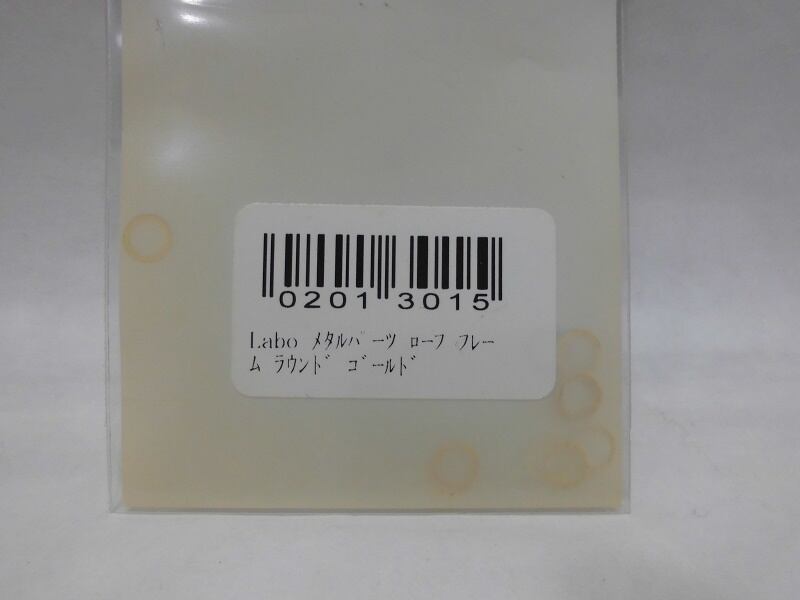 0201 3015
Labo ﾒﾀﾙﾊﾟｰﾂ ﾛｰﾌ ﾌﾚｰ
ﾑ ﾗｳﾝﾄﾞ ｺﾞｰﾙﾄﾞ